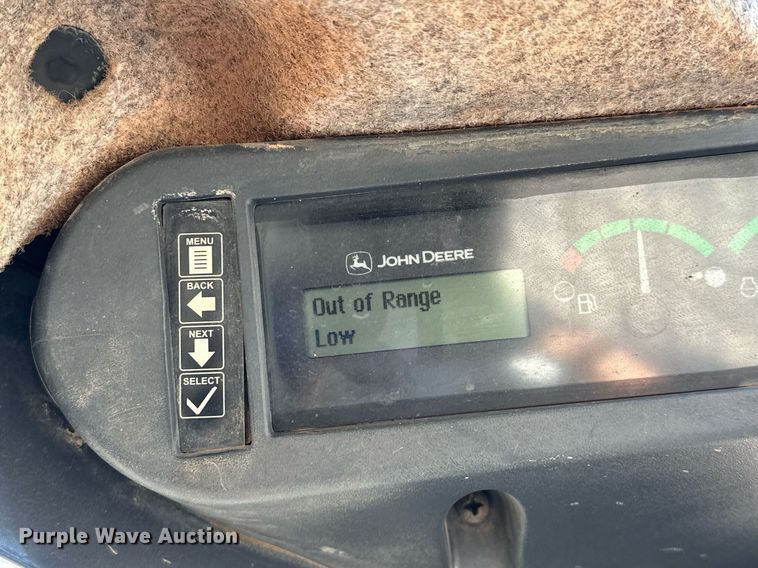 MENU
BACK
NEXT
SELECT
JOHN DEERE
Out of Range
Low
Purple Wave Auction